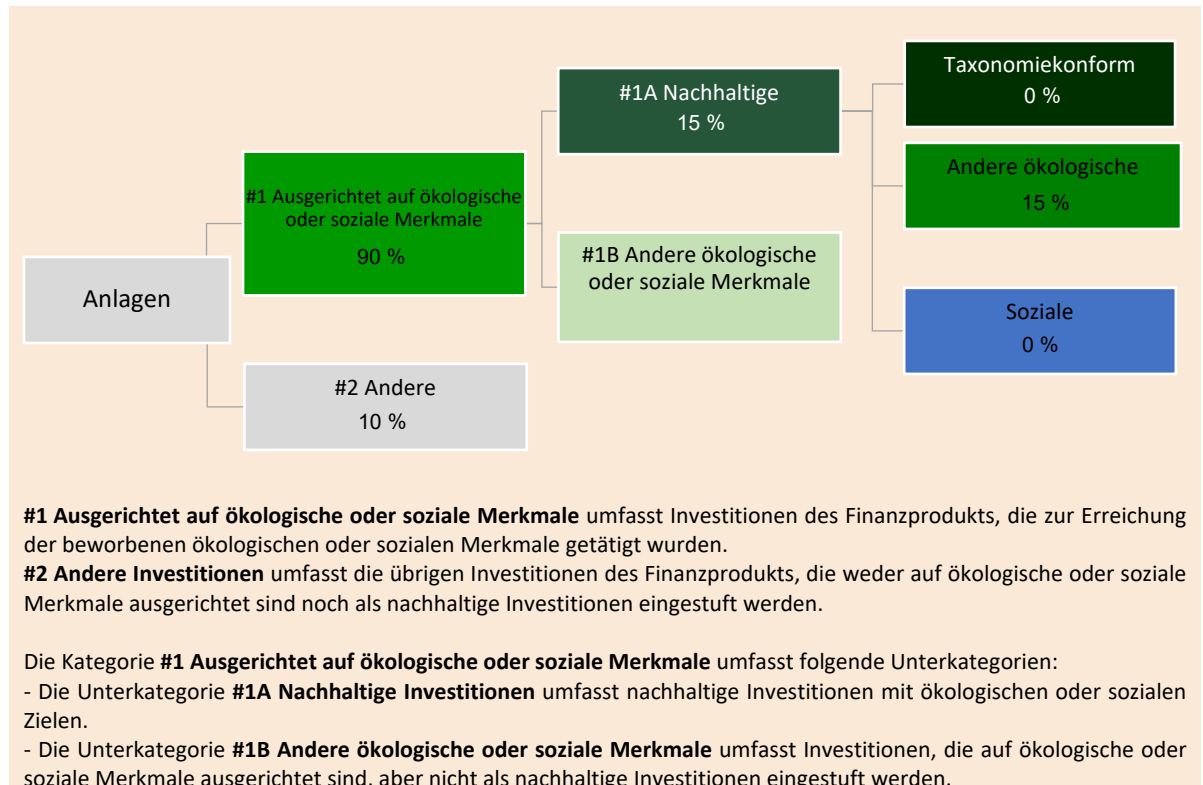 Anlagen
#1 Ausgerichtet auf ökologische
oder soziale Merkmale
90 %
#2 Andere
10 %
#1A Nachhaltige
15 %
#1B Andere ökologische
oder soziale Merkmale
Taxonomiekonform
0 %
Andere ökologische
15 %
Soziale
0 %
#1 Ausgerichtet auf ökologische oder soziale Merkmale umfasst Investitionen des Finanzprodukts, die zur Erreichung
der beworbenen ökologischen oder sozialen Merkmale getätigt wurden.
#2 Andere Investitionen umfasst die übrigen Investitionen des Finanzprodukts, die weder auf ökologische oder soziale
Merkmale ausgerichtet sind noch als nachhaltige Investitionen eingestuft werden.
Die Kategorie #1 Ausgerichtet auf ökologische oder soziale Merkmale umfasst folgende Unterkategorien:
- Die Unterkategorie #1A Nachhaltige Investitionen umfasst nachhaltige Investitionen mit ökologischen oder sozialen
Zielen.
- Die Unterkategorie #1B Andere ökologische oder soziale Merkmale umfasst Investitionen, die auf ökologische oder
soziale Merkmale ausgerichtet sind, aber nicht als nachhaltige Investitionen eingestuft werden.